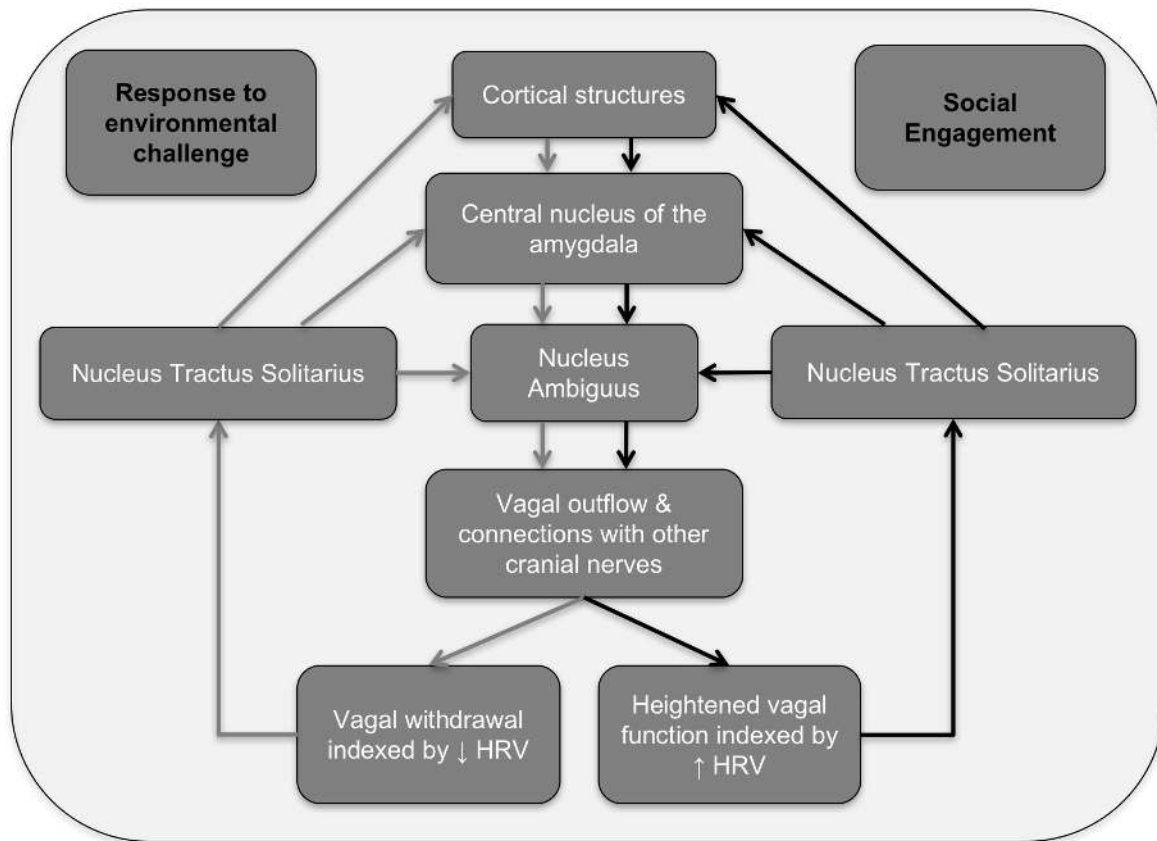 Response to
environmental
challenge
Cortical structures
Social
Engagement
Central nucleus of the
amygdala
Nucleus Tractus Solitarius
Nucleus
Ambiguus
Nucleus Tractus Solitarius
Vagal outflow &
connections with other
cranial nerves
Vagal withdrawal
indexed by ↓ HRV
Heightened vagal
function indexed by
↑ HRV